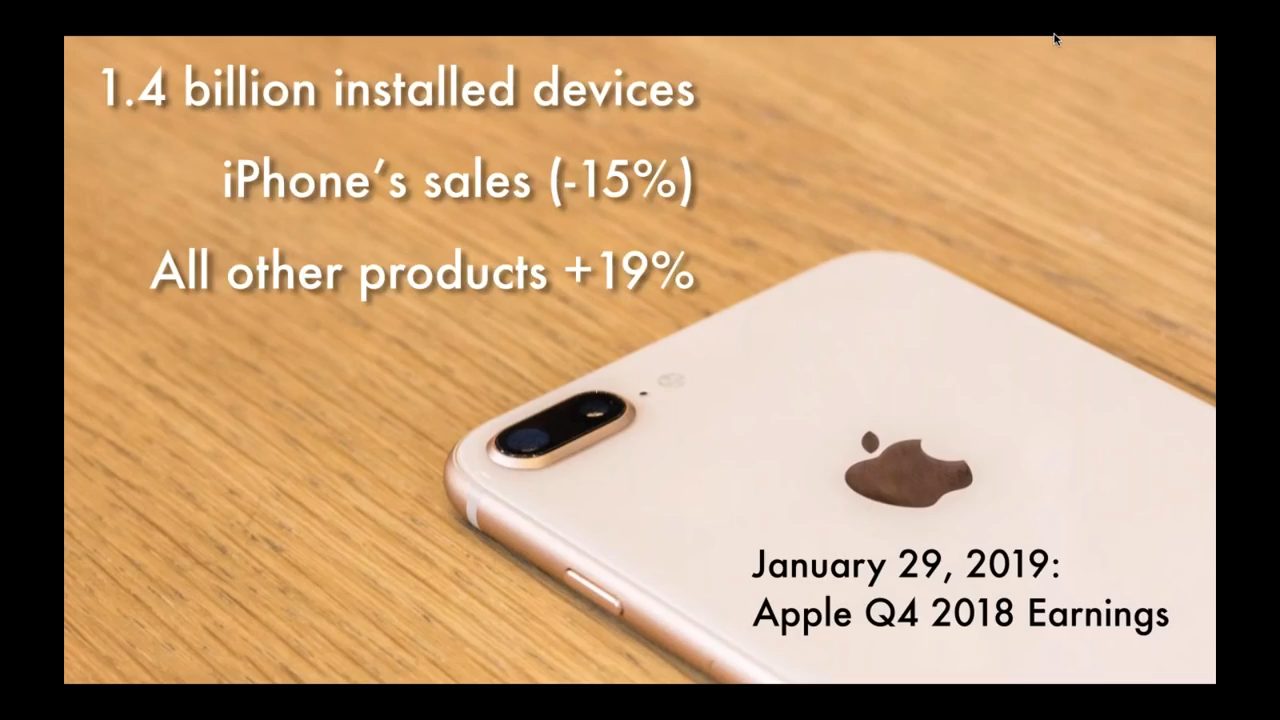 1.4 billion installed devices
iPhone’s sales (-15%)
All other products +19%
January 29, 2019:
Apple Q4 2018 Earnings